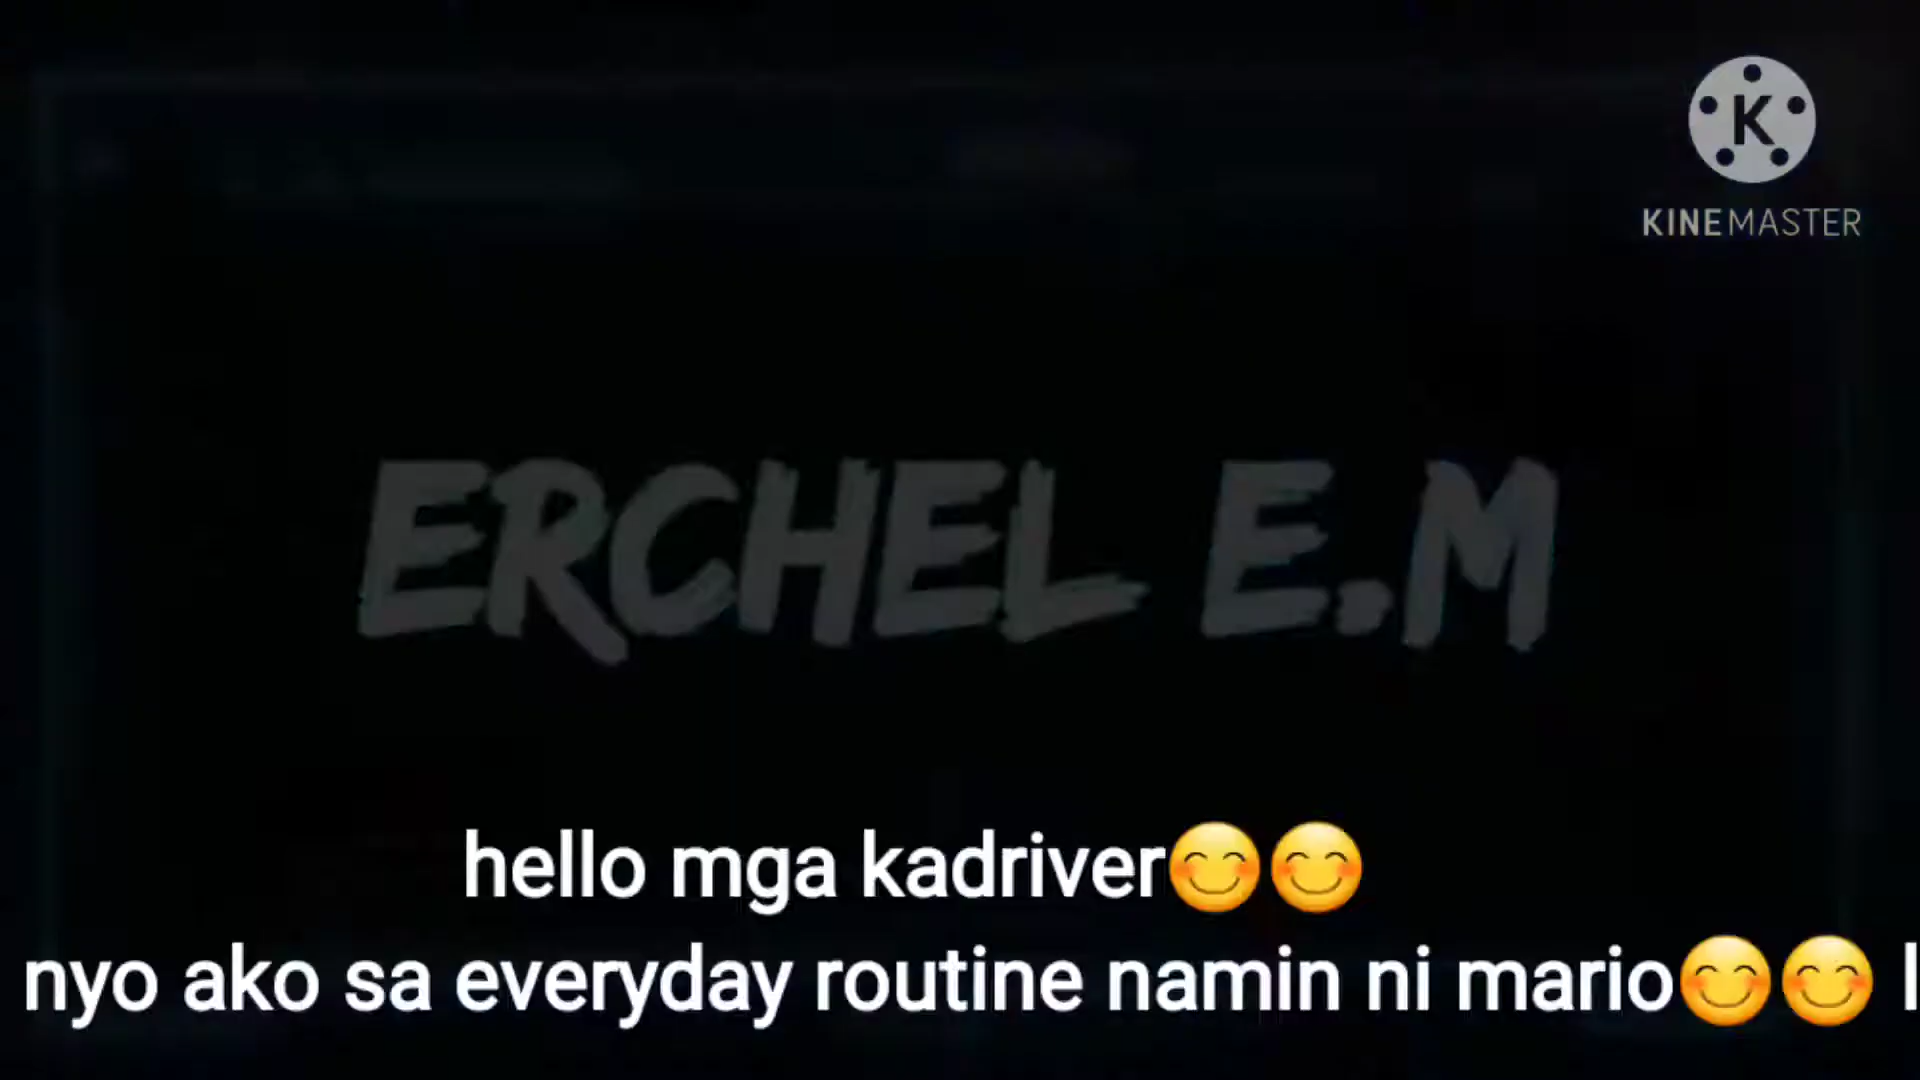 K
KINEMASTER
ERCHEL E.M
hello mga kadriver😊😊
nyo ako sa everyday routine namin ni mario😊😊